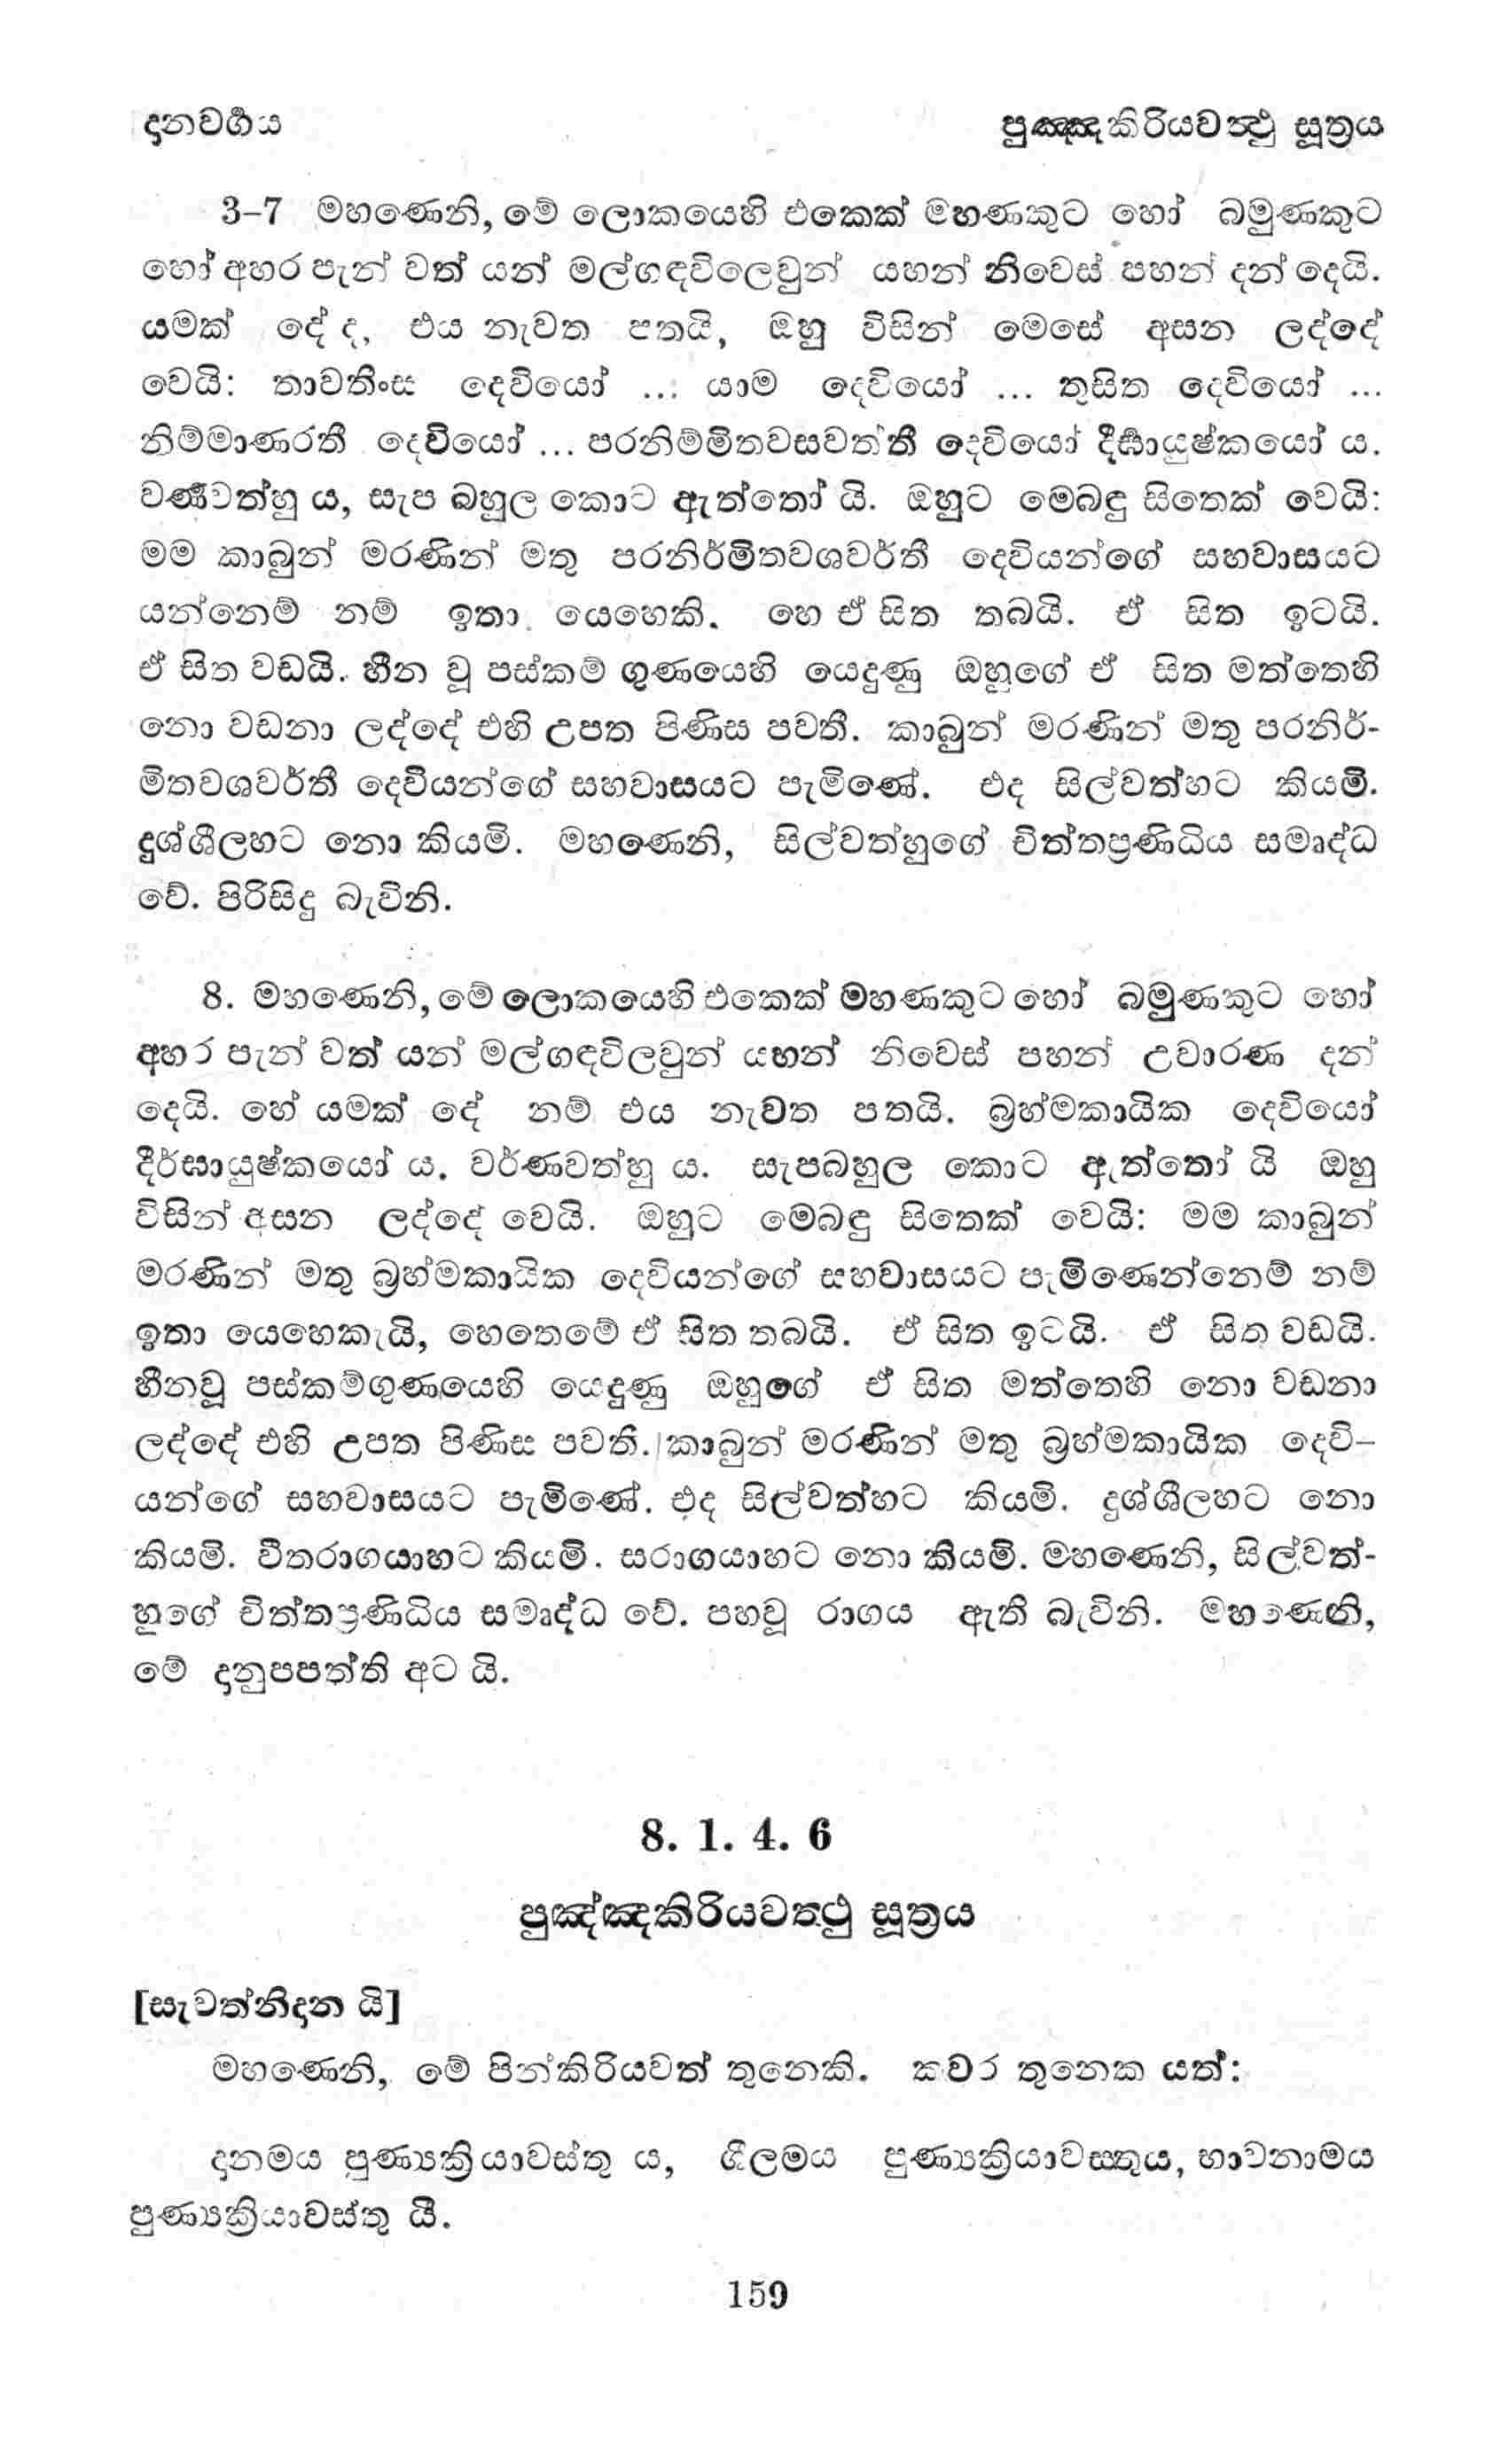 දානවර්‍ගය පුඤ්ඤකිරියවත්‍ථු සූත්‍රය
3–7 මහණෙනි, මේ ලොකයෙහි එකෙක් මහණකුට හෝ බමුණකුට
හෝ අහර පැන් වත් යන් මල්ගඳවිලෙවුන් යහන් නිවෙස් පහන් දන් දෙයි.
යමක් දේ ද, එය නැවත පතයි, ඔහු විසින් මෙසේ අසන ලද්දේ
වෙයි: තාවතිංස දෙවියෝ ... යාම දෙවියෝ ... තුසිත දෙවියෝ ...
නිම්මාණරතී දෙවියෝ ... පරනිම්මිතවසවත්තී දෙවියෝ දීර්‍ඝායුෂ්කයෝ ය.
වර්‍ණවත්හු ය, සැප බහුල කොට ඇත්තෝ යි. ඔහුට මෙබඳු සිතෙක් වෙයි:
මම කාබුන් මරණින් මතු පරනිර්මිතවශවර්තී දෙවියන්ගේ සහවාසයට
යන්නෙම් නම් ඉතා යෙහෙකි. හෙ ඒ සිත තබයි. ඒ සිත ඉටයි.
ඒ සිත වඩයි. හීන වූ පස්කම් ගුණයෙහි යෙදුණු ඔහුගේ ඒ සිත මත්තෙහි
නො වඩනා ලද්දේ එහි උපත පිණිස පවතී. කාබුන් මරණින් මතු පරනිර්-
මිතවශවර්තී දෙවියන්ගේ සහවාසයට පැමිණේ. එද සිල්වත්හට කියමි.
දුශ්ශීලහට නො කියමි. මහණෙනි, සිල්වත්හුගේ චිත්තප්‍රණිධිය සමෘද්ධ
වේ. පිරිසිදු බැවිනි.
8. මහණෙනි, මේ ලොකයෙහි එකෙක් මහණකුට හෝ බමුණකුට හෝ
අහර පැන් වත් යන් මල්ගඳවිලවුන් යහන් නිවෙස් පහන් උවාරණ දන්
දෙයි. හේ යමක් දේ නම් එය නැවත පතයි. බ්‍රහ්මකායික දෙවියෝ
දීර්ඝායුෂ්කයෝ ය. වර්ණවත්හු ය. සැපබහුල කොට ඇත්තෝ යි ඔහු
විසින් අසන ලද්දේ වෙයි. ඔහුට මෙබඳු සිතෙක් වෙයි: මම කාබුන්
මරණින් මතු බ්‍රහ්මකායික දෙවියන්ගේ සහවාසයට පැමිණෙන්නෙම් නම්
ඉතා යෙහෙකැයි, හෙතෙමේ ඒ සිත තබයි. ඒ සිත ඉටයි. ඒ සිත වඩයි.
හීනවූ පස්කම්ගුණයෙහි යෙදුණු ඔහුගේ ඒ සිත මත්තෙහි නො වඩනා
ලද්දේ එහි උපත පිණිස පවතී. කාබුන් මරණින් මතු බ්‍රහ්මකායික දෙවි–
යන්ගේ සහවාසයට පැමිණේ. එද සිල්වත්හට කියමි. දුශ්ශීලහට නො
කියමි. වීතරාගයාහට කියමි. සරාගයාහට නො කියමි. මහණෙනි, සිල්වත්-
හුගේ චිත්තප්‍රණිධිය සමෘද්ධ වේ. පහවූ රාගය ඇති බැවිනි. මහණෙනි,
මේ දානුපපත්ති අට යි.
8. 1. 4. 6
පුඤ්ඤකිරියවත්‍ථු සූත්‍රය
[සැවත්නිදාන යි]
මහණෙනි, මේ පින්කිරියවත් තුනෙකි. කවර තුනෙක යත්:
දානමය පුණ්‍යක්‍රියාවස්තු ය, ශීලමය පුණ්‍යක්‍රියාවස්තුය, භාවනාමය
පුණ්‍යක්‍රියාවස්තු යී.
159